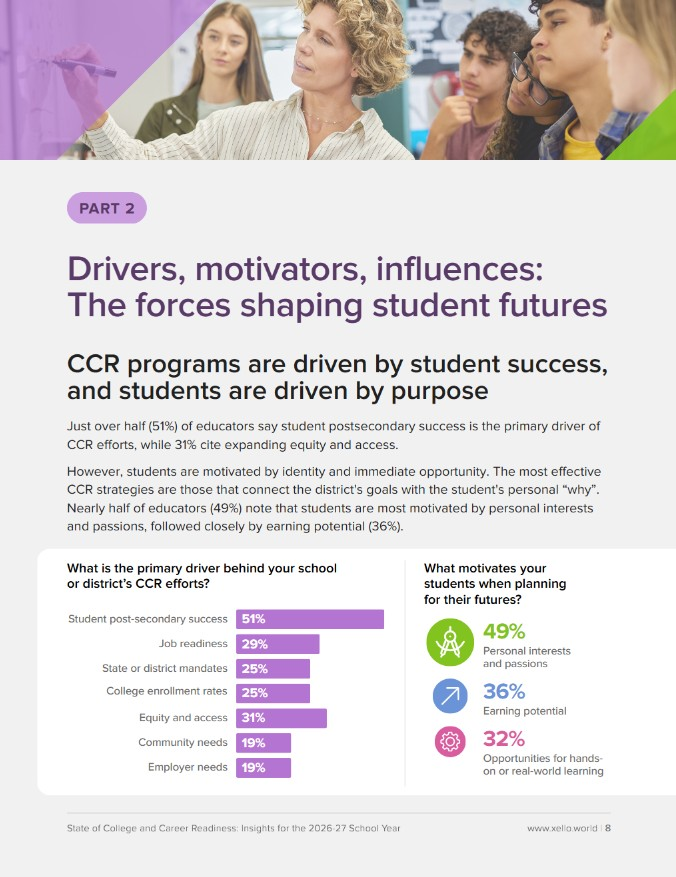 PART 2
Drivers, motivators, influences:
The forces shaping student futures
CCR programs are driven by student success,
and students are driven by purpose
Just over half (51%) of educators say student postsecondary success is the primary driver of
CCR efforts, while 31% cite expanding equity and access.
However, students are motivated by identity and immediate opportunity. The most effective
CCR strategies are those that connect the district's goals with the student's personal “why”.
Nearly half of educators (49%) note that students are most motivated by personal interests
and passions, followed closely by earning potential (36%).
What is the primary driver behind your school
or district's CCR efforts?
Student post-secondary success 51%
Job readiness 29%
State or district mandates 25%
College enrollment rates 25%
Equity and access 31%
Community needs 19%
Employer needs 19%
What motivates your
students when planning
for their futures?
49%
Personal interests
and passions
36%
Earning potential
32%
Opportunities for hands-
on or real-world learning
State of College and Career Readiness: Insights for the 2026-27 School Year
www.xello.world | 8